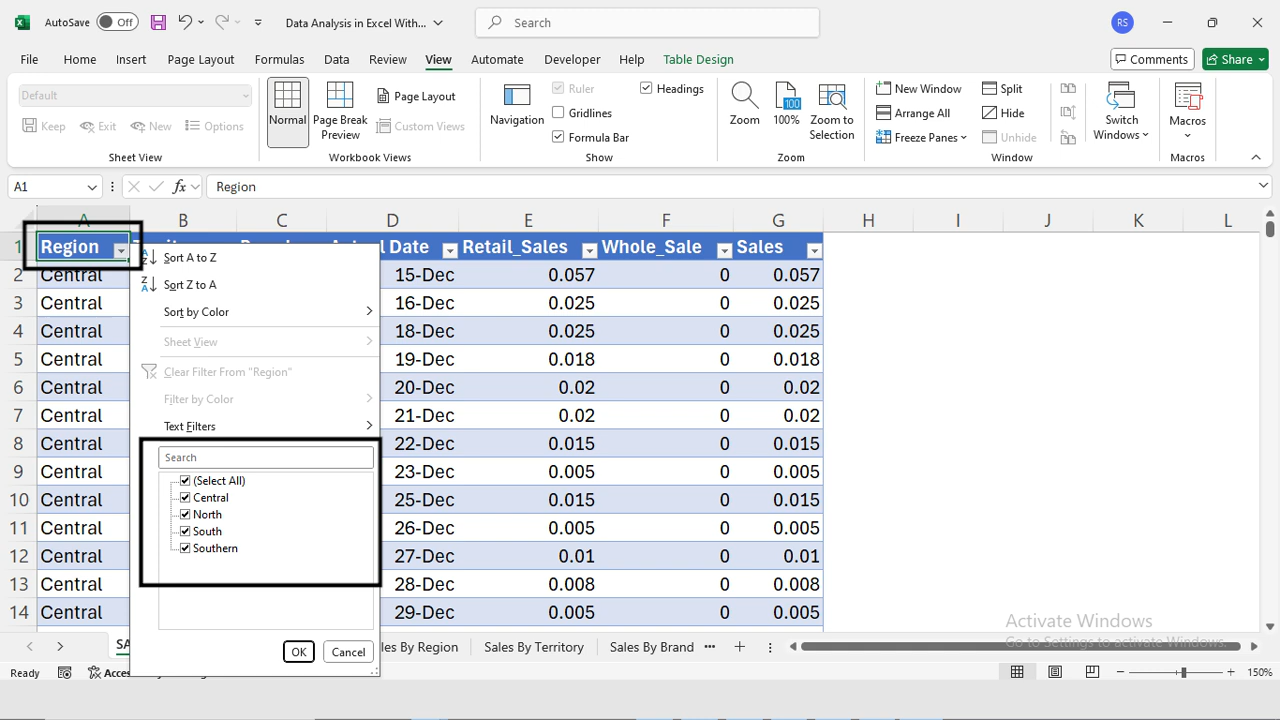 AutoSave Off Data Analysis in Excel With... Search RS
File Home Insert Page Layout Formulas Data Review View Automate Developer Help Table Design Comments Share
Default
Keep Exit New Options
Sheet View
Normal
Page Break Preview
Page Layout
Custom Views
Workbook Views
Navigation
Ruler
Gridlines
Formula Bar
Headings
Show
Zoom
100
100%
Zoom to Selection
Zoom
New Window
Arrange All
Freeze Panes
Split
Hide
Unhide
Switch Windows
Window
Macros
Macros
A1 fx Region
A B C D E F G H I J K L
1 Region Date Retail_Sales Whole_Sale Sales
2 Central 15-Dec 0.057 0 0.057
3 Central 16-Dec 0.025 0 0.025
4 Central 18-Dec 0.025 0 0.025
5 Central 19-Dec 0.018 0 0.018
6 Central 20-Dec 0.02 0 0.02
7 Central 21-Dec 0.02 0 0.02
8 Central 22-Dec 0.015 0 0.015
9 Central 23-Dec 0.005 0 0.005
10 Central 25-Dec 0.015 0 0.015
11 Central 26-Dec 0.005 0 0.005
12 Central 27-Dec 0.01 0 0.01
13 Central 28-Dec 0.008 0 0.008
14 Central 29-Dec 0.005 0 0.005
Sort A to Z
Sort Z to A
Sort by Color
Sheet View
Clear Filter From "Region"
Filter by Color
Text Filters
Search
(Select All)
Central
North
South
Southern
OK Cancel
Activate Windows
Go to Settings to activate Windows.
SA les By Region Sales By Territory Sales By Brand ...
Ready Acces 150%